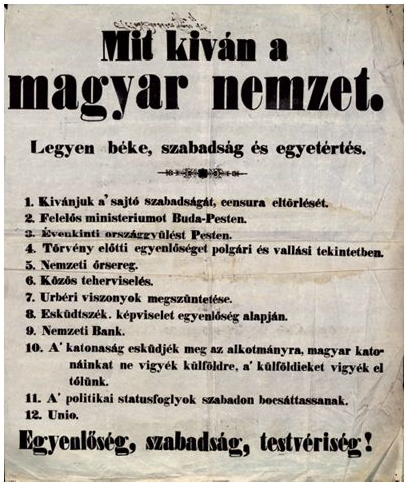 Mit kiván a
magyar nemzet.
Legyen béke, szabadság és egyetértés.
1. Kivánjuk a' sajtó szabadságát, censura eltörlését.
2. Felelős ministeriumot Buda-Pesten.
3. Évenkinti országgyülést Pesten.
4. Törvény előtti egyenlőséget polgári és vallási tekintetben.
5. Nemzeti őrsereg.
6. Közös teherviselés.
7. Urbéri viszonyok megszüntetése.
8. Esküdtszék. képviselet egyenlőség alapján.
9. Nemzeti Bank.
10. A' katonaság esküdjék meg az alkotmányra, magyar kato-
náinkat ne vigyék külföldre, a' külföldieket vigyék el
tőlünk.
11. A' politikai statusfoglyok szabadon bocsáttassanak.
12. Unio.
Egyenlőség, szabadság, testvériség!